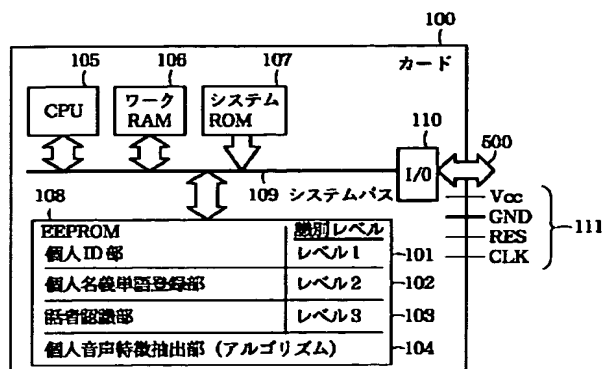 100
105
106
107
カード
CPU
ワーク
RAM
システム
ROM
110
500
I/0
109
システムバス
108
Vcc
GND
RES
CLK
111
EEPROM
識別レベル
個人ID部
レベル1
101
個人名義単語登録部
レベル2
102
話者認識部
レベル3
103
個人音声特徴抽出部(アルゴリズム)
104